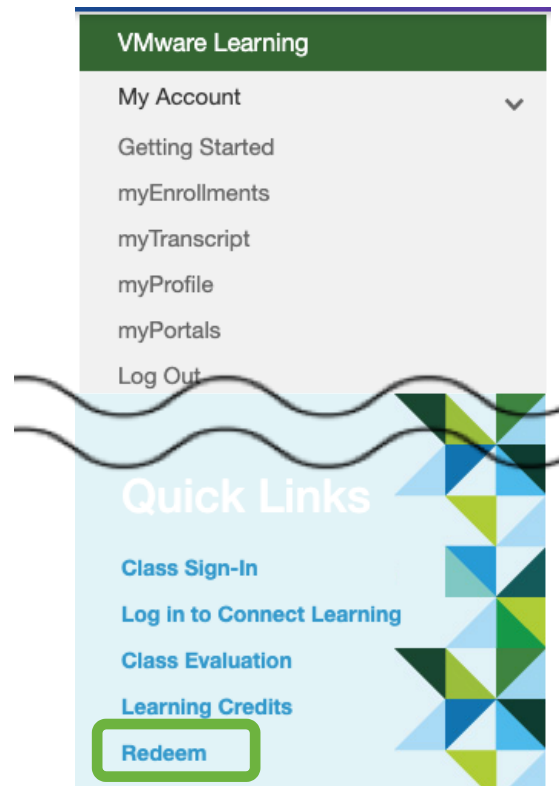 VMware Learning
My Account
Getting Started
myEnrollments
myTranscript
myProfile
myPortals
Log Out
Quick Links
Class Sign-In
Log in to Connect Learning
Class Evaluation
Learning Credits
Redeem